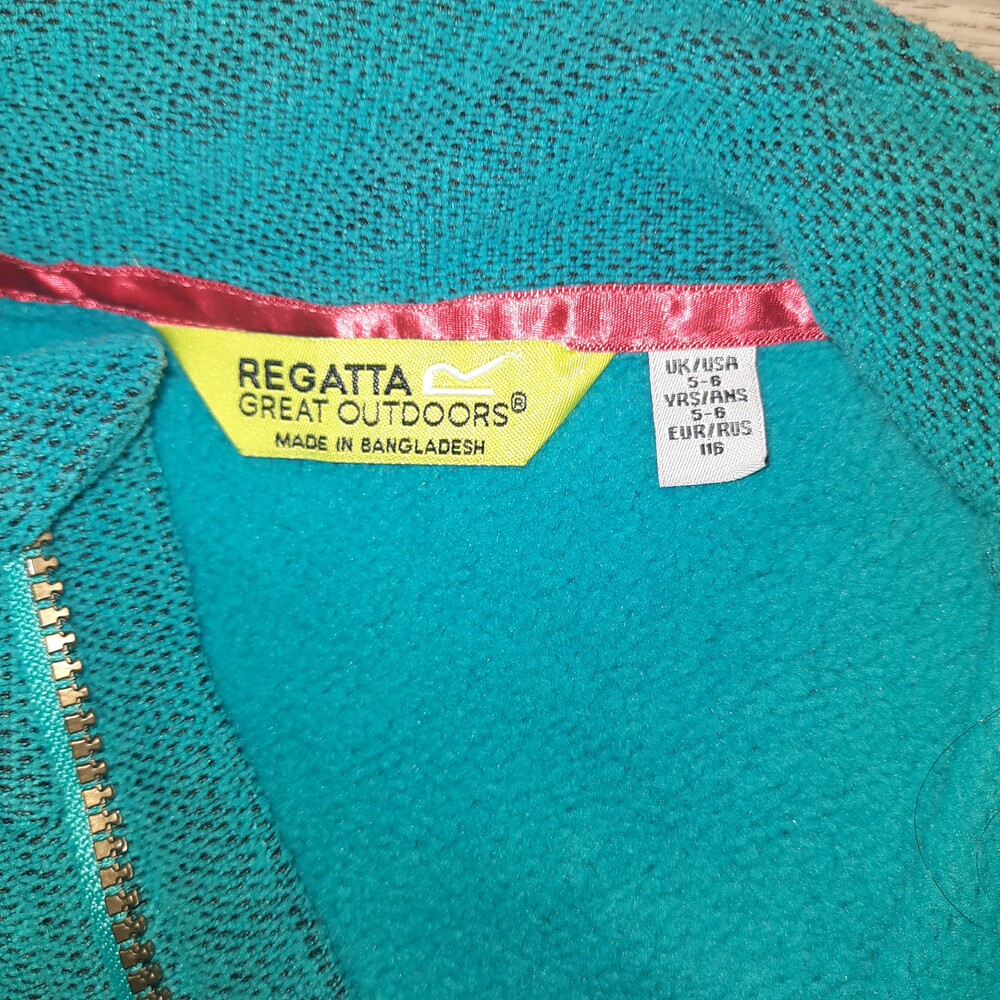 REGATTA
GREAT OUTDOORS®
MADE IN BANGLADESH
UK/USA
5-6
YRS/ANS
5-6
EUR/RUS
116